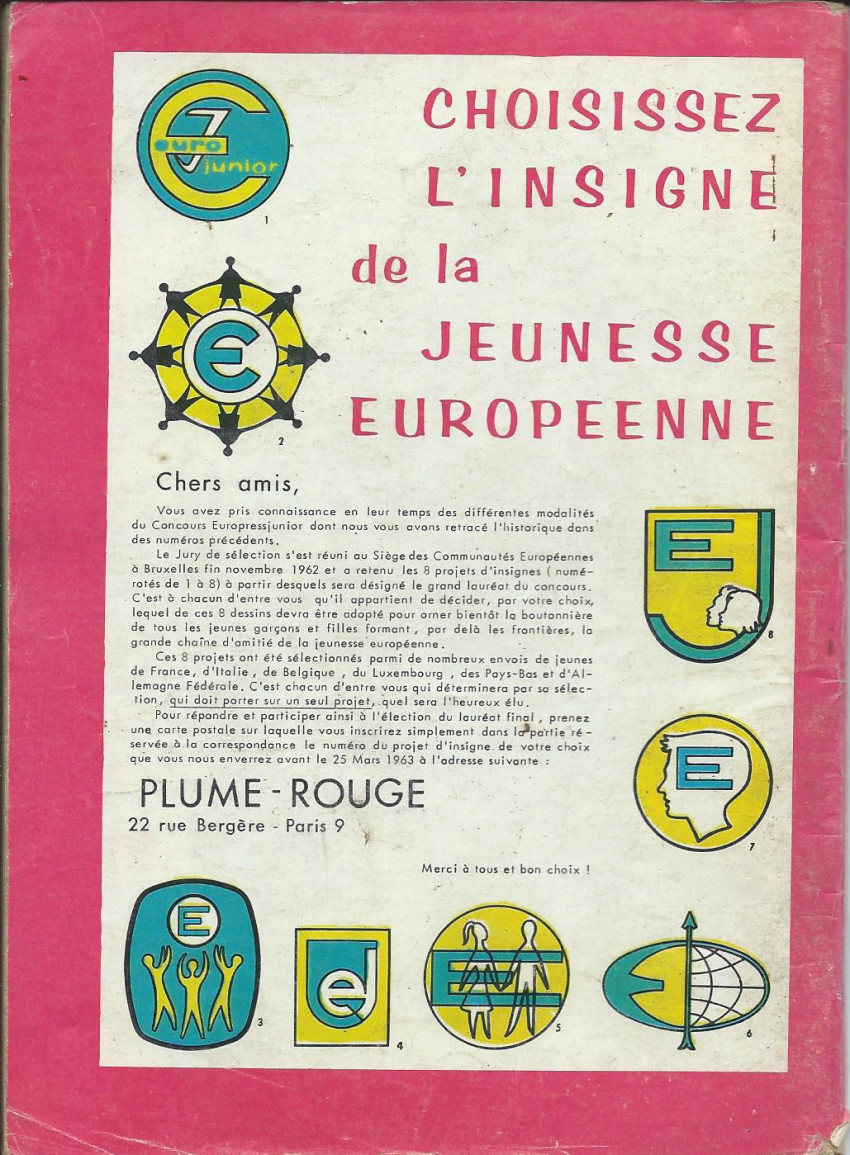 CHOISISSEZ
L'INSIGNE
de la
JEUNESSE
EUROPEENNE
euro
junior
1
E
2
Chers amis,
Vous avez pris connaissance en leur temps des différentes modalités
du Concours Europressjunior dont nous vous avons retracé l'historique dans
des numéros précédents.
Le Jury de sélection s'est réuni au Siège des Communautés Européennes
à Bruxelles fin novembre 1962 et a retenu les 8 projets d'insignes ( numé-
rotés de 1 à 8) à partir desquels sera désigné le grand lauréat du concours.
C'est à chacun d'entre vous qu'il appartient de décider, par votre choix,
lequel de ces 8 dessins devra être adopté pour orner bientôt la boutonnière
de tous les jeunes garçons et filles formant , par delà les frontières, la
grande chaîne d'amitié de la jeunesse européenne.
Ces 8 projets ont été sélectionnés parmi de nombreux envois de jeunes
de France, d'Italie , de Belgique , du Luxembourg , des Pays-Bas et d'Al-
lemagne Fédérale. C'est chacun d'entre vous qui déterminera par sa sélec-
tion, qui doit porter sur un seul projet, quel sera l'heureux élu.
Pour répondre et participer ainsi à l'élection du lauréat final , prenez
une carte postale sur laquelle vous inscrirez simplement dans la partie ré-
servée à la correspondance le numéro du projet d'insigne de votre choix
que vous nous enverrez avant le 25 Mars 1963 à l'adresse suivante :
PLUME - ROUGE
22 rue Bergère - Paris 9
Merci à tous et bon choix !
E
8
E
7
E
3
ej
4
E
5
E
6